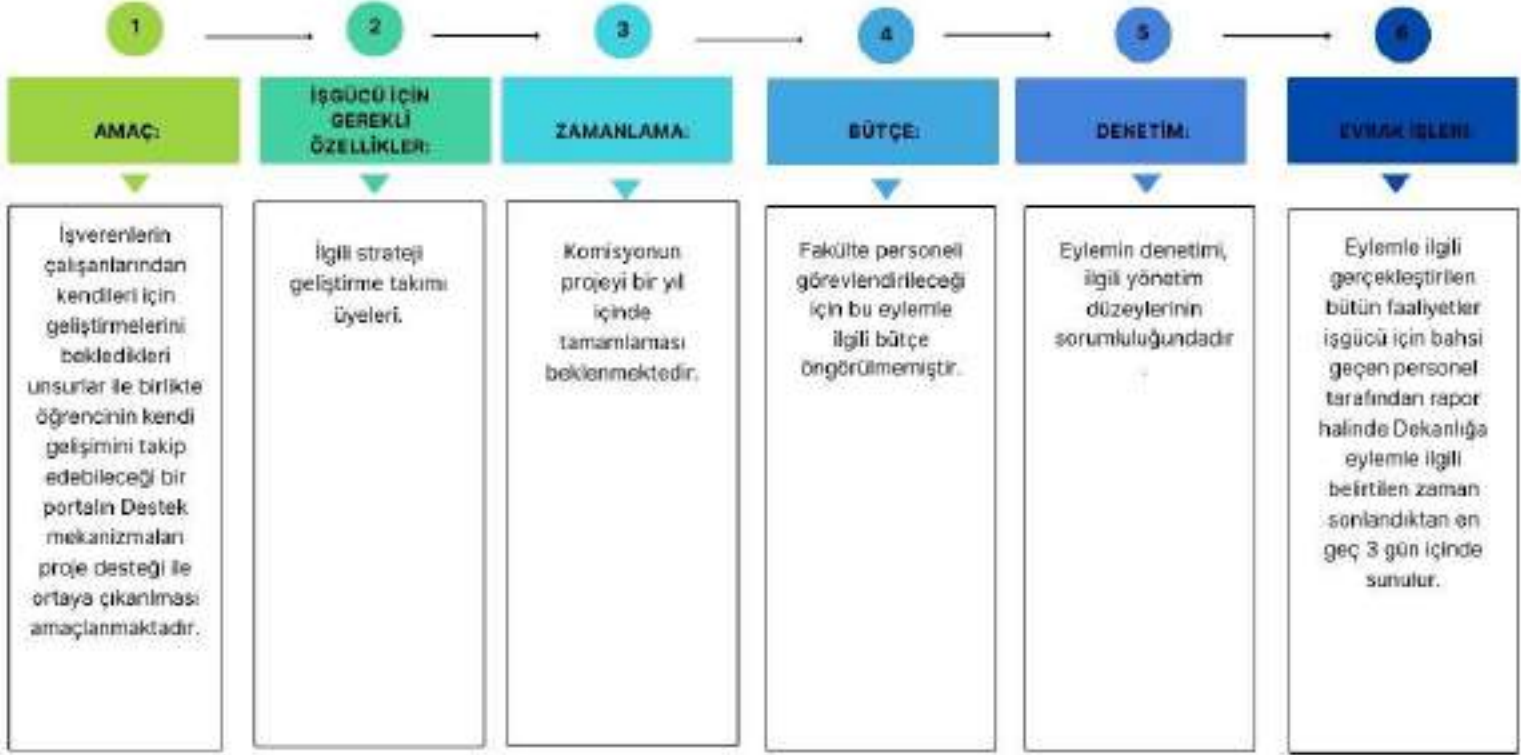 1
2
3
4
5
6
AMAÇ:
İŞGÜCÜ İÇİN
GEREKLİ
ÖZELLİKLER:
ZAMANLAMA:
BÜTÇE:
DENETİM:
EVRAK İŞLERİ:
İşverenlerin
çalışanlarından
kendileri için
geliştirmelerini
bekledikleri
unsurlar ile birlikte
öğrencinin kendi
gelişimini takip
edebileceği bir
portalın Destek
mekanizmaları
proje desteği ile
ortaya çıkarılması
amaçlanmaktadır.
İlgili strateji
geliştirme takımı
üyeleri.
Komisyonun
projeyi bir yıl
içinde
tamamlaması
beklenmektedir.
Fakülte personeli
görevlendirileceği
için bu eylemle
ilgili bütçe
öngörülmemiştir.
Eylemin denetimi,
ilgili yönetim
düzeylerinin
sorumluluğundadır
.
Eylemle ilgili
gerçekleştirilen
bütün faaliyetler
işgücü için bahsi
geçen personel
tarafından rapor
halinde Dekanlığa
eylemle ilgili
belirtilen zaman
sonlandıktan en
geç 3 gün içinde
sunulur.